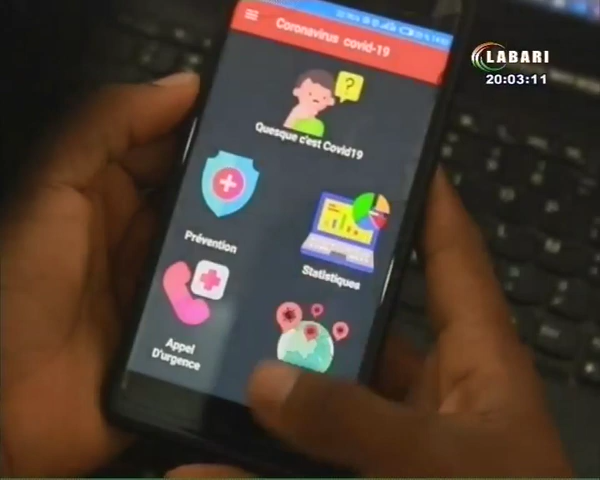 Coronavirus covid-19
LABARI
20:03:11
Quesque c'est Covid19
Prévention
Statistiques
Appel
D'urgence